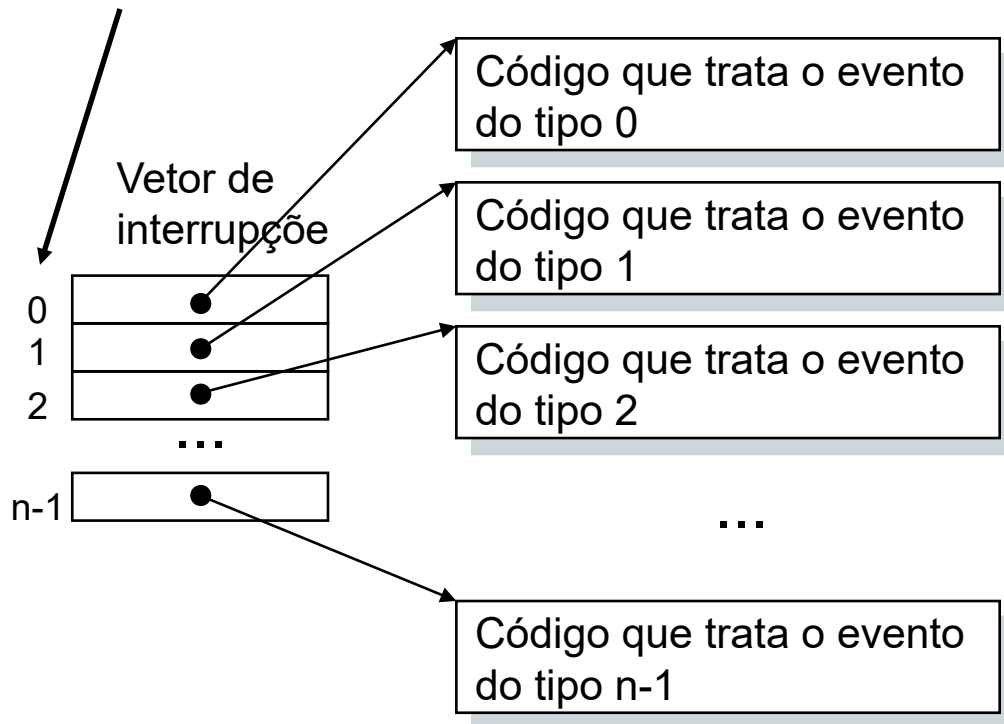 Código que trata o evento
do tipo 0
Vetor de
interrupçõe
Código que trata o evento
do tipo 1
0
1
2
...
n-1
Código que trata o evento
do tipo 2
...
Código que trata o evento
do tipo n-1